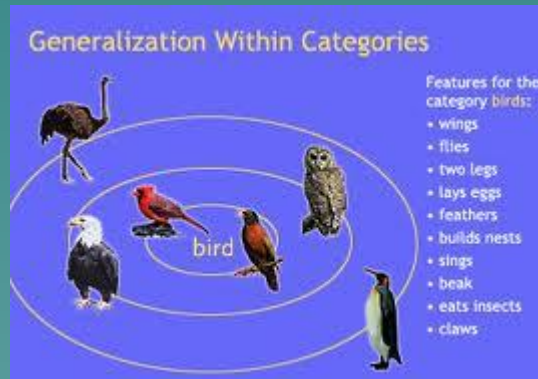 Generalization Within Categories
Features for the
category birds:
• wings
• flies
• two legs
• lays eggs
• feathers
• builds nests
• sings
• beak
• eats insects
• claws
bird